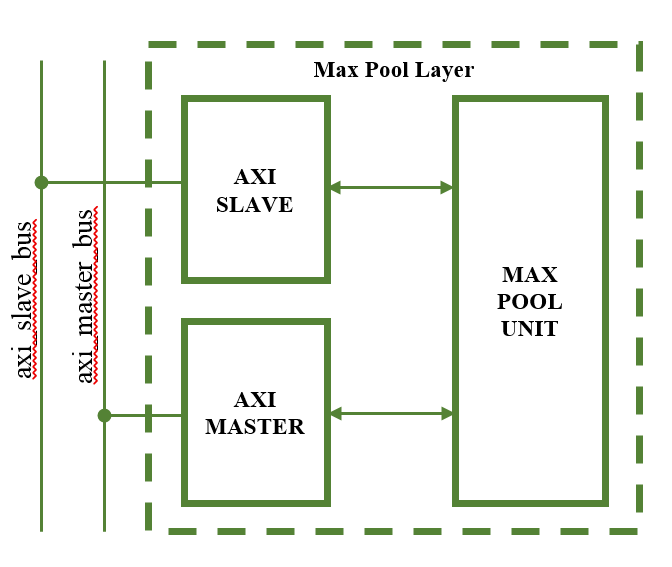 Max Pool Layer
AXI
SLAVE
MAX
POOL
UNIT
AXI
MASTER
axi_slave_bus
axi_master_bus